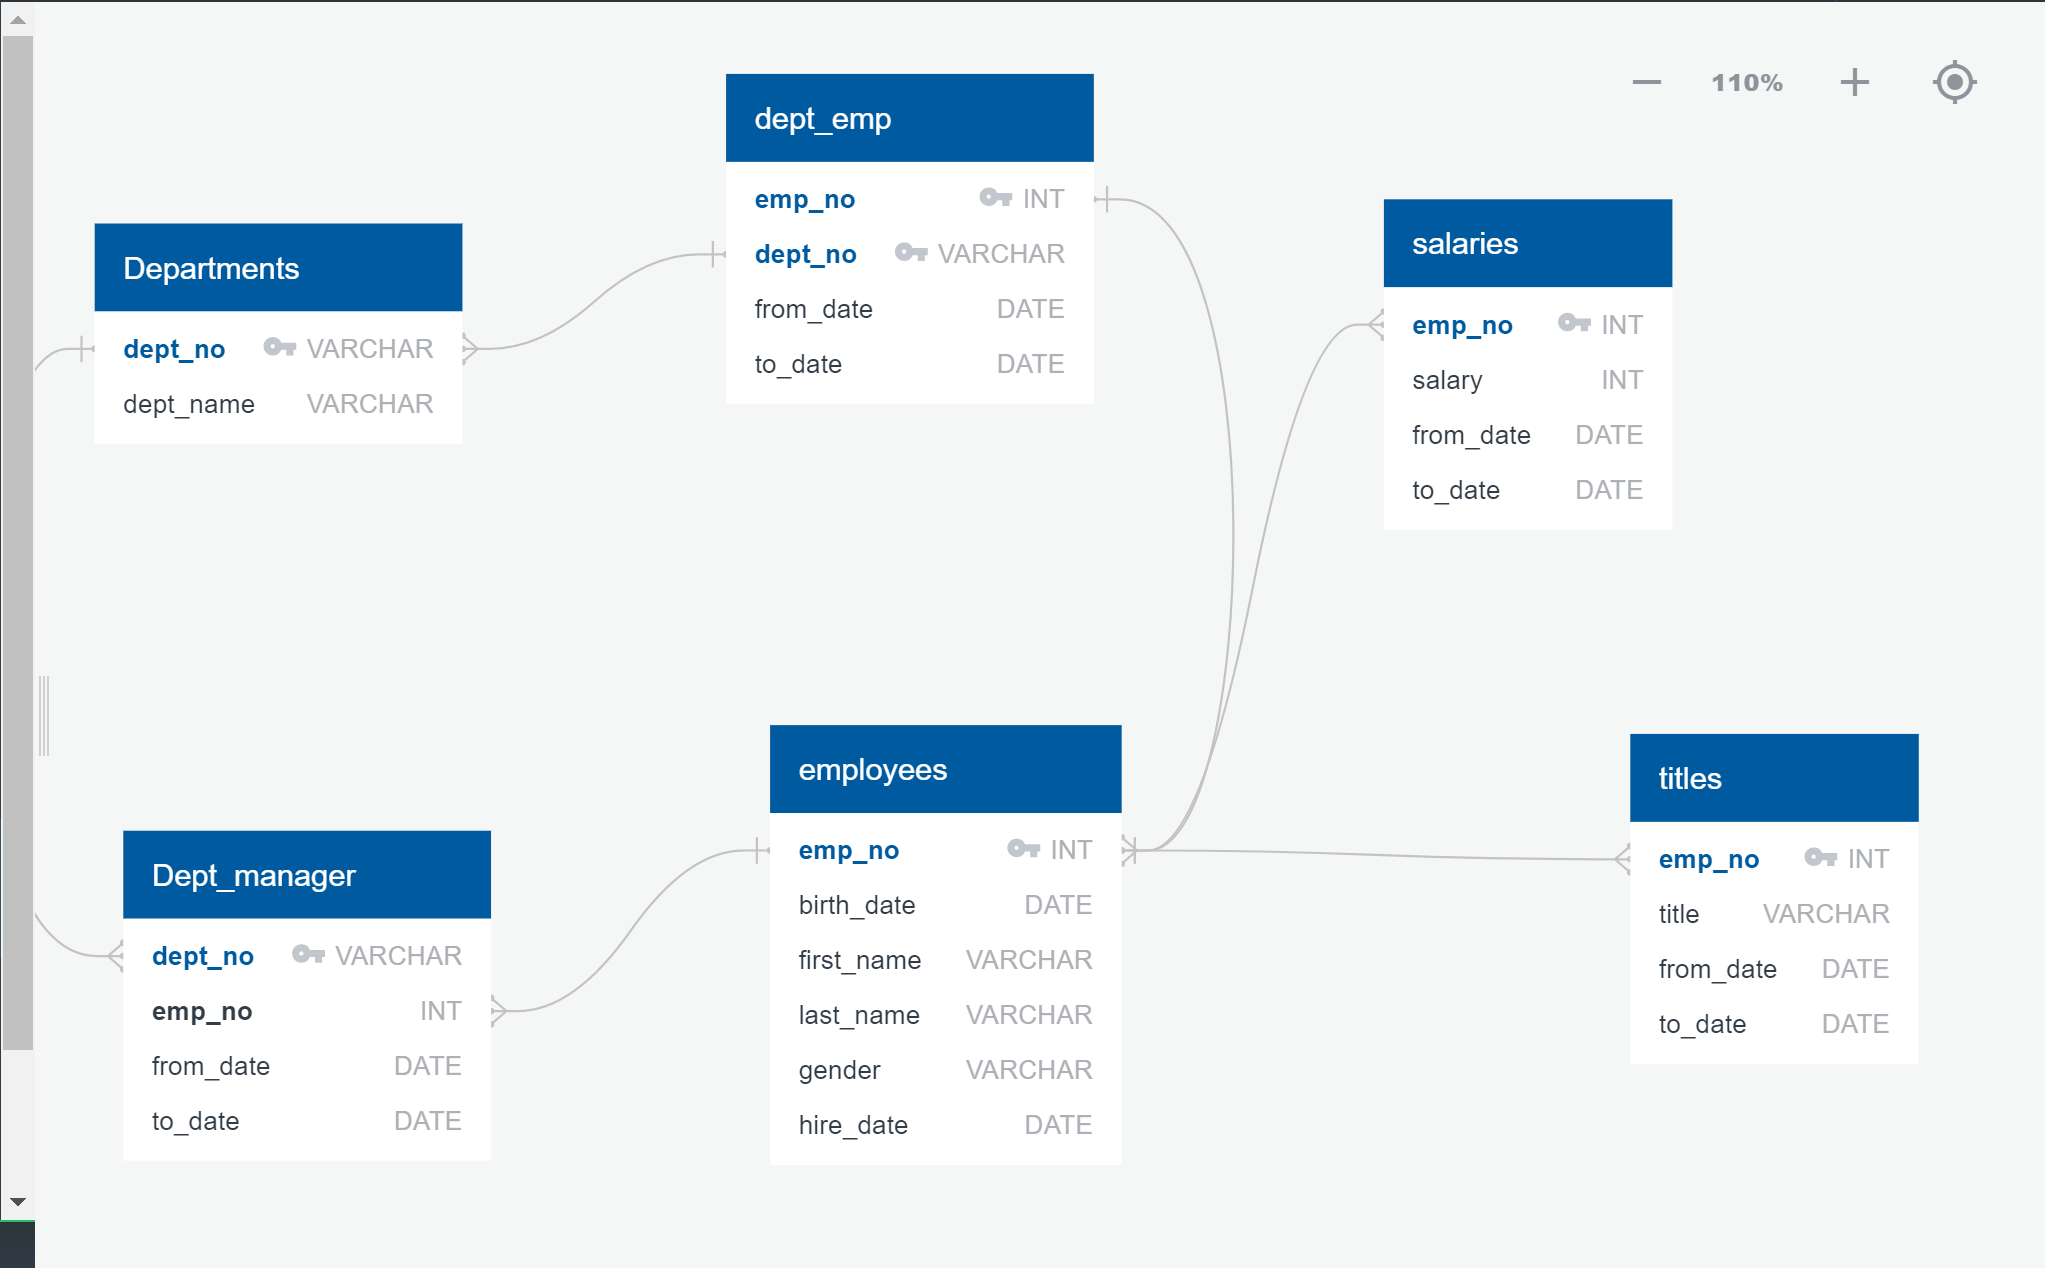 110%
dept_emp
emp_no INT
dept_no VARCHAR
from_date DATE
to_date DATE
Departments
dept_no VARCHAR
dept_name VARCHAR
salaries
emp_no INT
salary INT
from_date DATE
to_date DATE
employees
emp_no INT
birth_date DATE
first_name VARCHAR
last_name VARCHAR
gender VARCHAR
hire_date DATE
titles
emp_no INT
title VARCHAR
from_date DATE
to_date DATE
Dept_manager
dept_no VARCHAR
emp_no INT
from_date DATE
to_date DATE